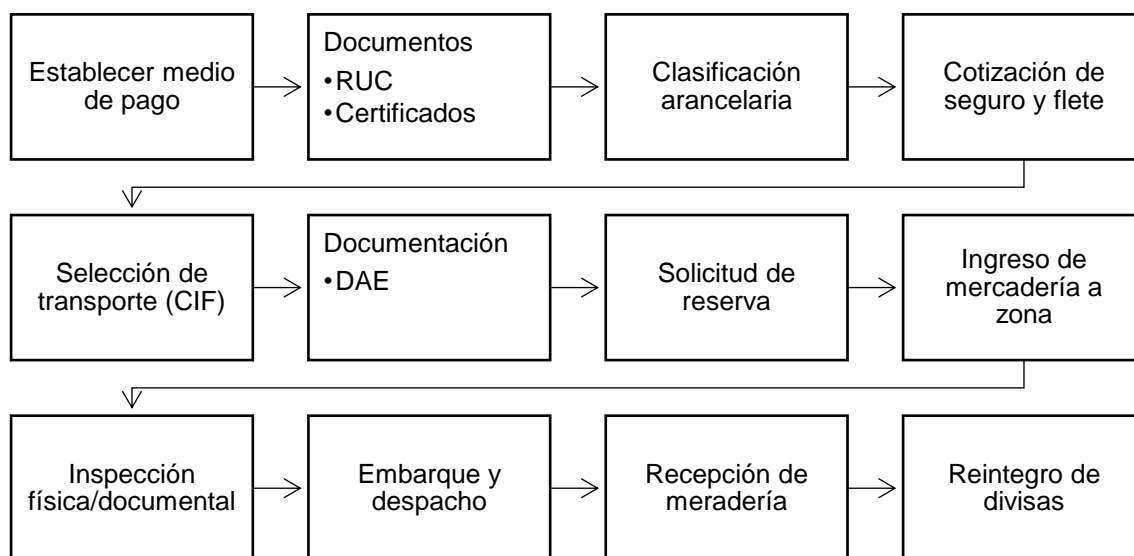 Establecer medio
de pago
Documentos
•RUC
•Certificados
Clasificación
arancelaria
Cotización de
seguro y flete
Selección de
transporte (CIF)
Documentación
•DAE
Solicitud de
reserva
Ingreso de
mercadería a
zona
Inspección
física/documental
Embarque y
despacho
Recepción de
meradería
Reintegro de
divisas